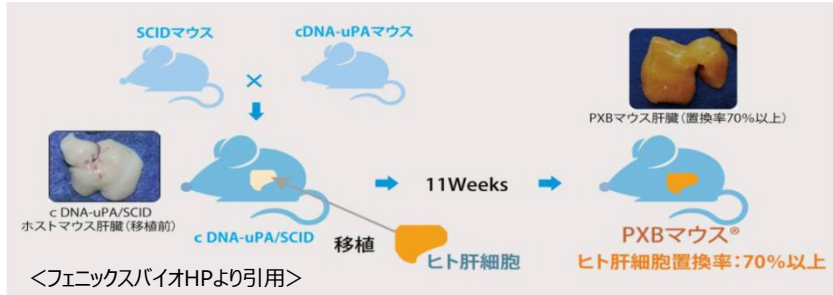 SCIDマウス
cDNA-uPAマウス
×
PXBマウス肝臓(置換率70%以上)
c DNA-uPA/SCID
ホストマウス肝臓(移植前)
c DNA-uPA/SCID
移植
ヒト肝細胞
11Weeks
PXBマウス®
ヒト肝細胞置換率:70%以上
<フェニックスバイオHPより引用>